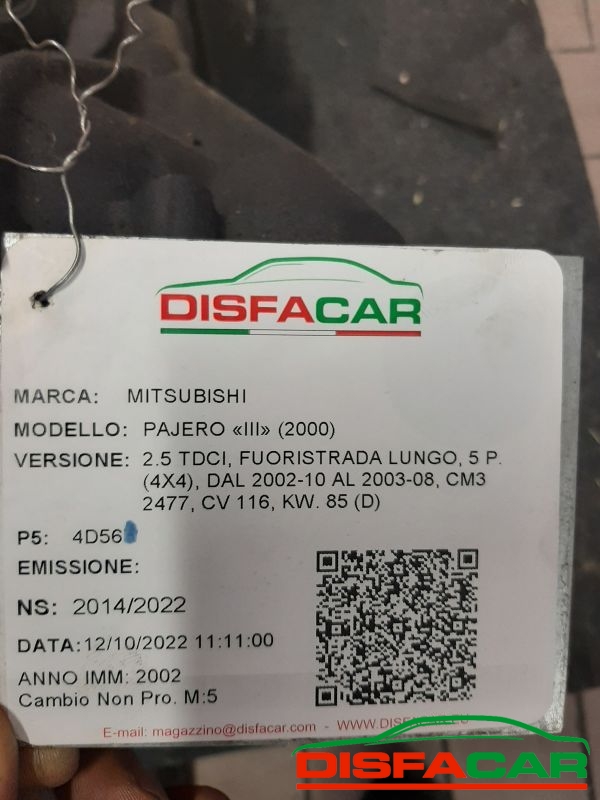 DISFACAR
MARCA: MITSUBISHI
MODELLO: PAJERO «III» (2000)
VERSIONE: 2.5 TDCI, FUORISTRADA LUNGO, 5 P.
(4X4), DAL 2002-10 AL 2003-08, CM3
2477, CV 116, KW. 85 (D)
P5: 4D56
EMISSIONE:
NS: 2014/2022
DATA:12/10/2022 11:11:00
ANNO IMM: 2002
Cambio Non Pro. M:5
E-mail: magazzino@disfacar.com -
DISFACAR